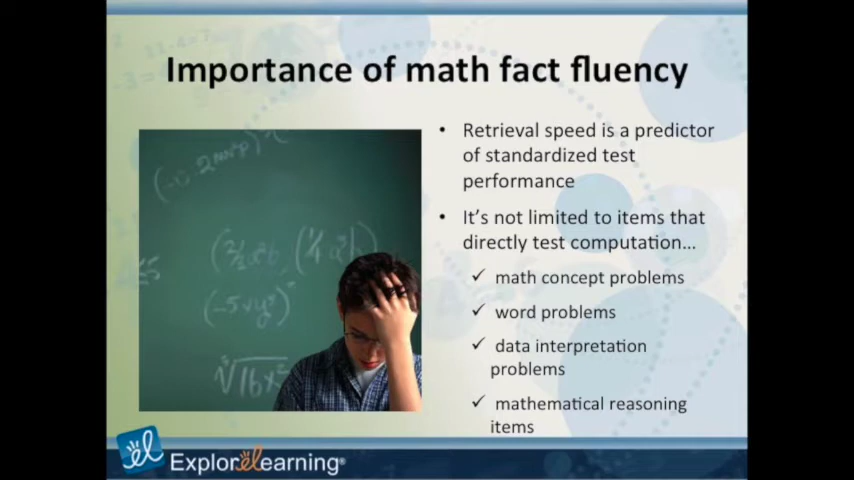 Importance of math fact fluency
• Retrieval speed is a predictor
of standardized test
performance
• It's not limited to items that
directly test computation...
✓ math concept problems
✓ word problems
✓ data interpretation
problems
✓ mathematical reasoning
items
el
ExploreLearning®